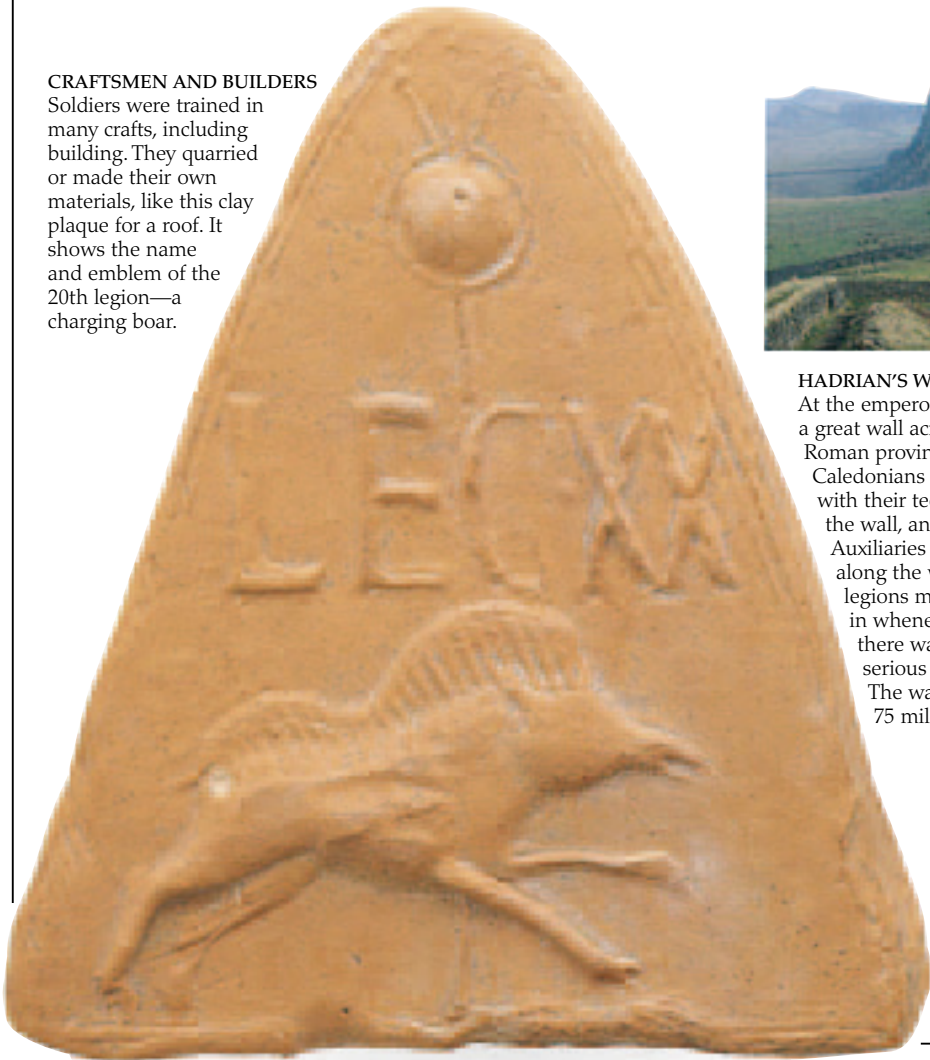 CRAFTSMEN AND BUILDERS
Soldiers were trained in
many crafts, including
building. They quarried
or made their own
materials, like this clay
plaque for a roof. It
shows the name
and emblem of the
20th legion—a
charging boar.
LEGXX
HADRIAN'S W
At the empero
a great wall ac
Roman provin
Caledonians
with their te
the wall, an
Auxiliaries
along the
legions m
in whene
there wa
serious
The wa
75 mil